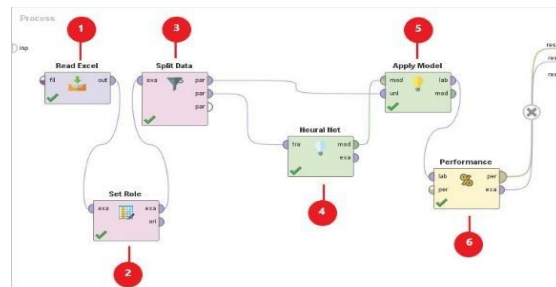 Process
inp
1
Read Excel
fil
out
2
Set Role
exa
exa
ori
3
Split Data
exa
par
par
par
4
Neural Net
tra
mod
exa
5
Apply Model
mod
lab
unl
mod
6
Performance
lab
per
per
exa
res
res
res